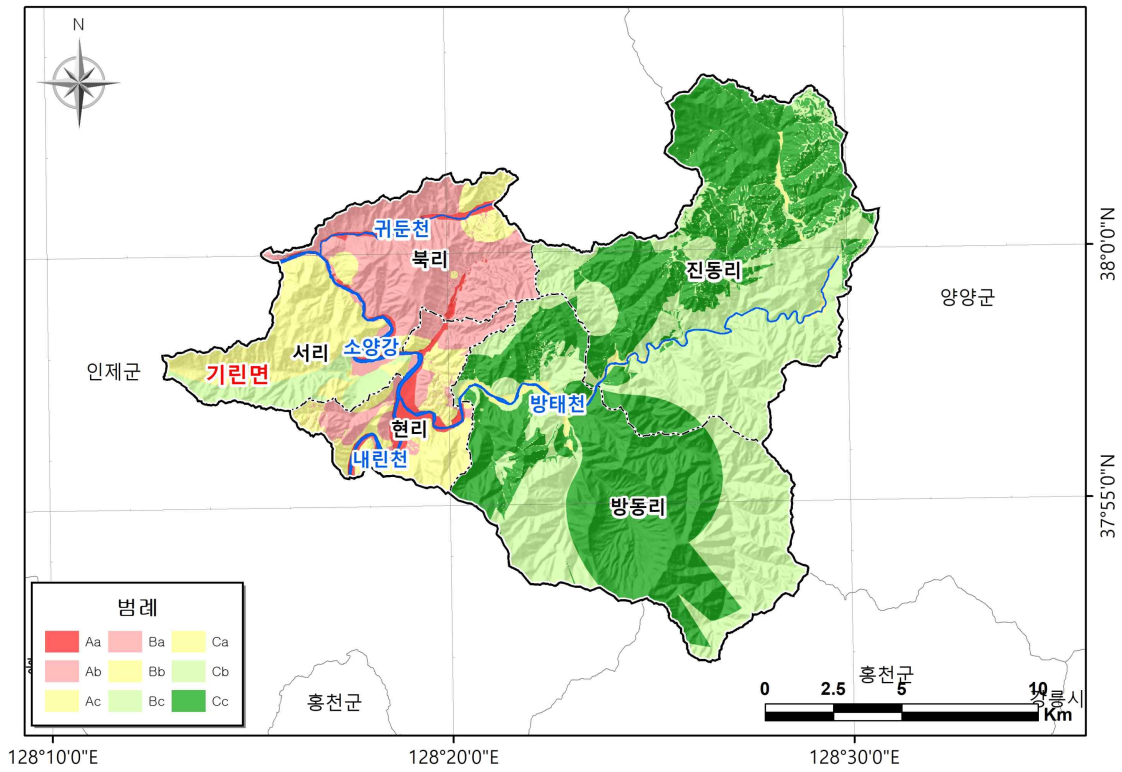 N
귀둔천
북리
진동리
38°0'0"N
양양군
소양강
서리
인제군
기린면
방태천
현리
내린천
37°55'0"N
방동리
범례
Aa Ba Ca
Ab Bb Cb
Ac Bc Cc
홍천군
홍천군
0 2.5 5 10
강릉시
Km
128°10'0"E 128°20'0"E 128°30'0"E